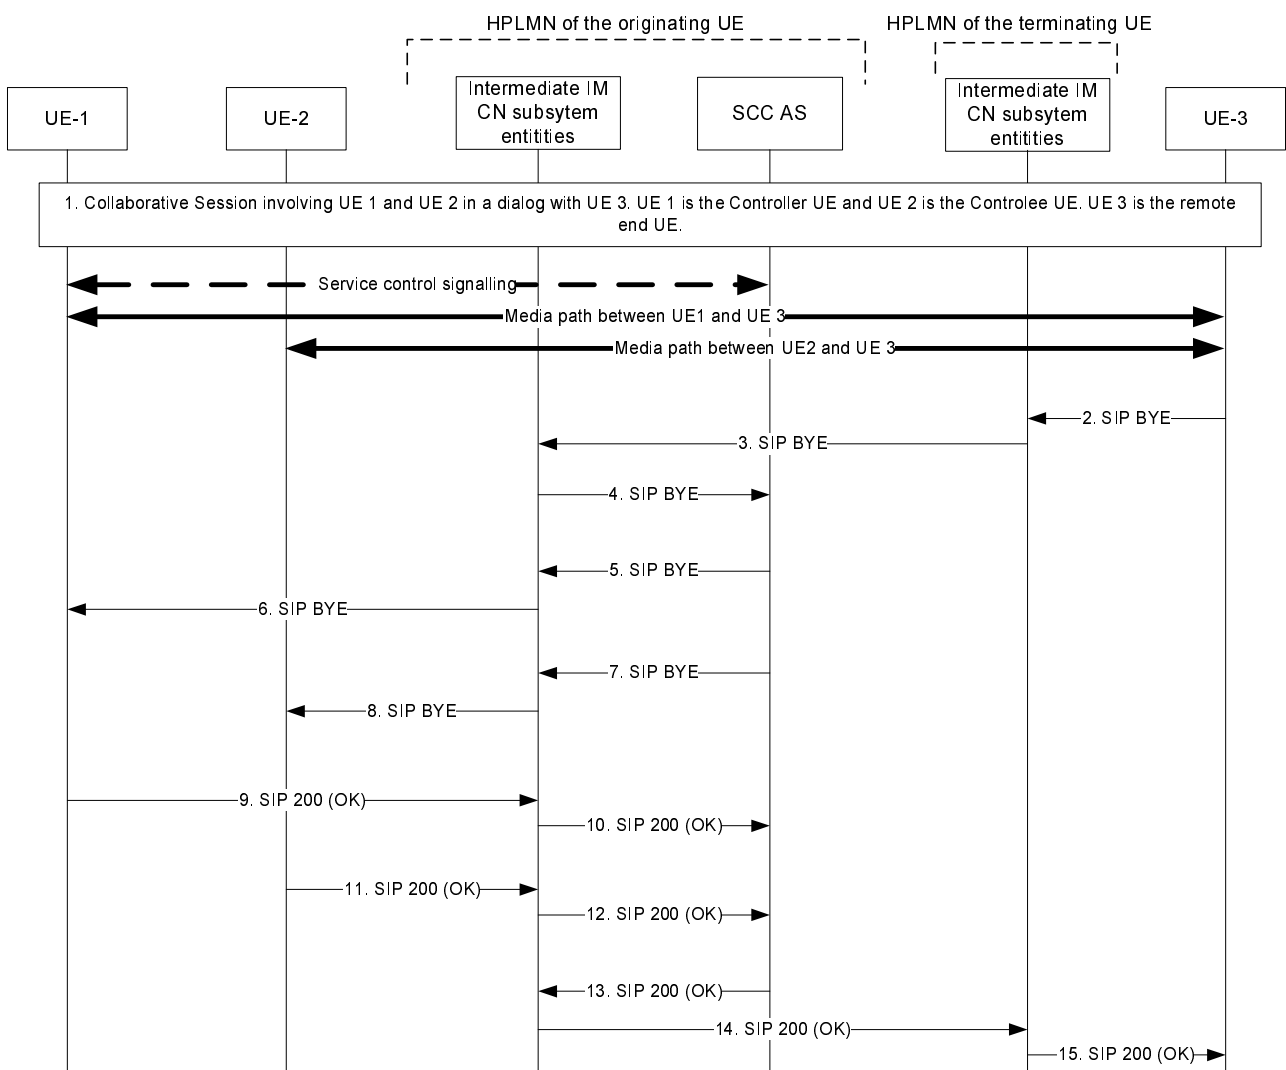 HPLMN of the originating UE
HPLMN of the terminating UE
UE-1
UE-2
Intermediate IM
CN subsytem
entitities
SCC AS
Intermediate IM
CN subsytem
entitities
UE-3
1. Collaborative Session involving UE 1 and UE 2 in a dialog with UE 3. UE 1 is the Controller UE and UE 2 is the Controlee UE. UE 3 is the remote
end UE.
Service control signalling
Media path between UE1 and UE 3
Media path between UE2 and UE 3
2. SIP BYE
3. SIP BYE
4. SIP BYE
5. SIP BYE
6. SIP BYE
7. SIP BYE
8. SIP BYE
9. SIP 200 (OK)
10. SIP 200 (OK)
11. SIP 200 (OK)
12. SIP 200 (OK)
13. SIP 200 (OK)
14. SIP 200 (OK)
15. SIP 200 (OK)